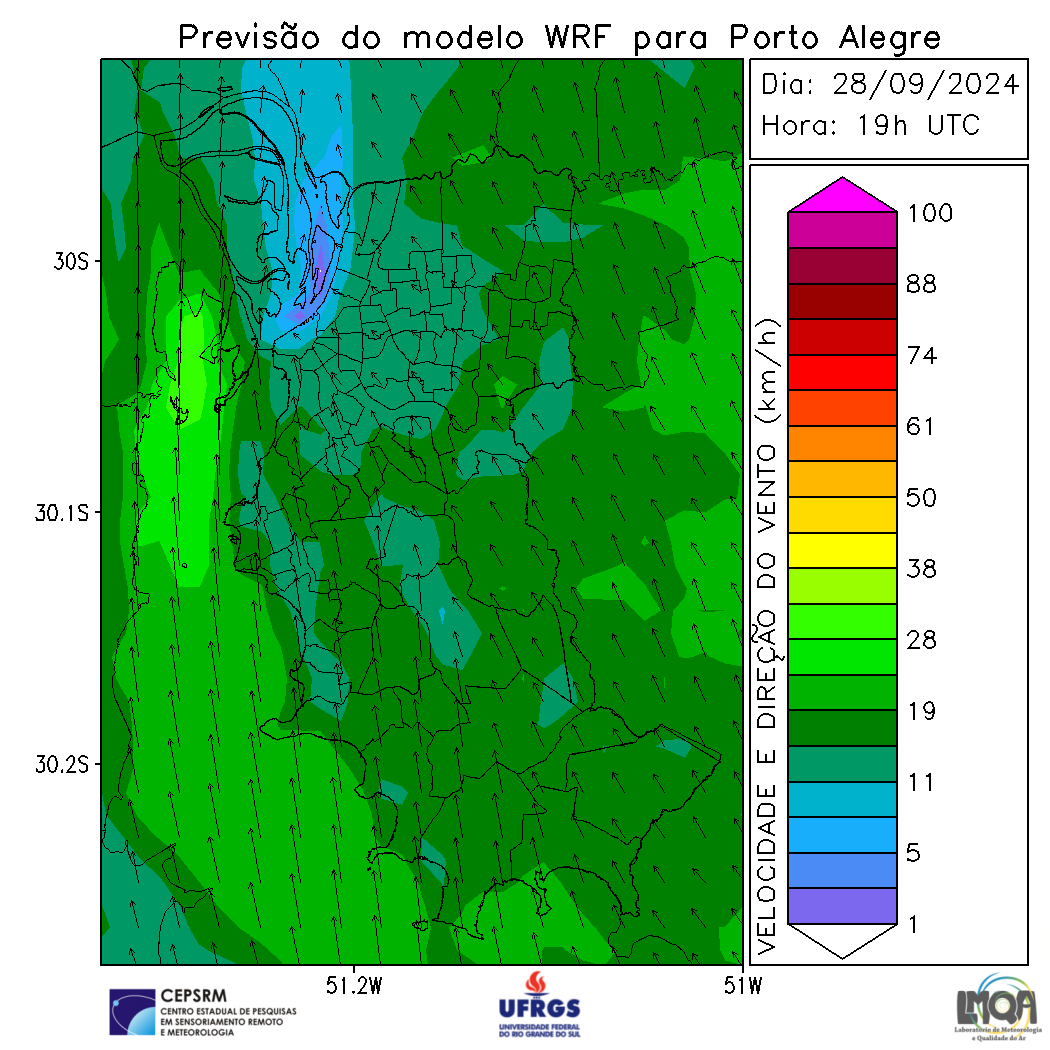 Previsão do modelo WRF para Porto Alegre
Dia: 28/09/2024
Hora: 19h UTC
30S
30.1S
30.2S
51.2W
51W
VELOCIDADE E DIREÇÃO DO VENTO (km/h)
100
88
74
61
50
38
28
19
11
5
1
CEPSRM
CENTRO ESTADUAL DE PESQUISAS
EM SENSORIAMENTO REMOTO
E METEOROLOGIA
UFRGS
UNIVERSIDADE FEDERAL
DO RIO GRANDE DO SUL
LMQA
Laboratório de Meteorologia
e Qualidade do Ar